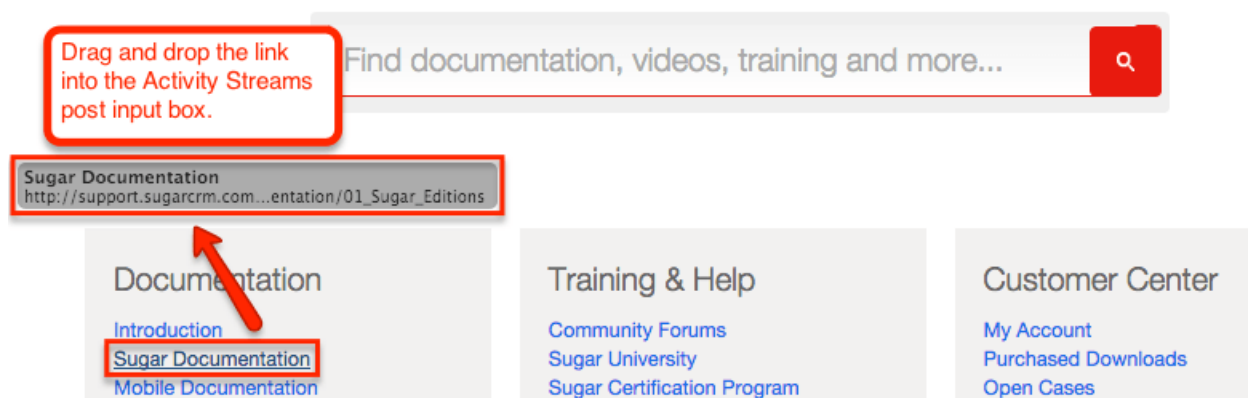 Drag and drop the link
into the Activity Streams
post input box.
Find documentation, videos, training and more...
Sugar Documentation
http://support.sugarcrm.com...entation/01_Sugar_Editions
Documentation
Introduction
Sugar Documentation
Mobile Documentation
Training & Help
Community Forums
Sugar University
Sugar Certification Program
Customer Center
My Account
Purchased Downloads
Open Cases